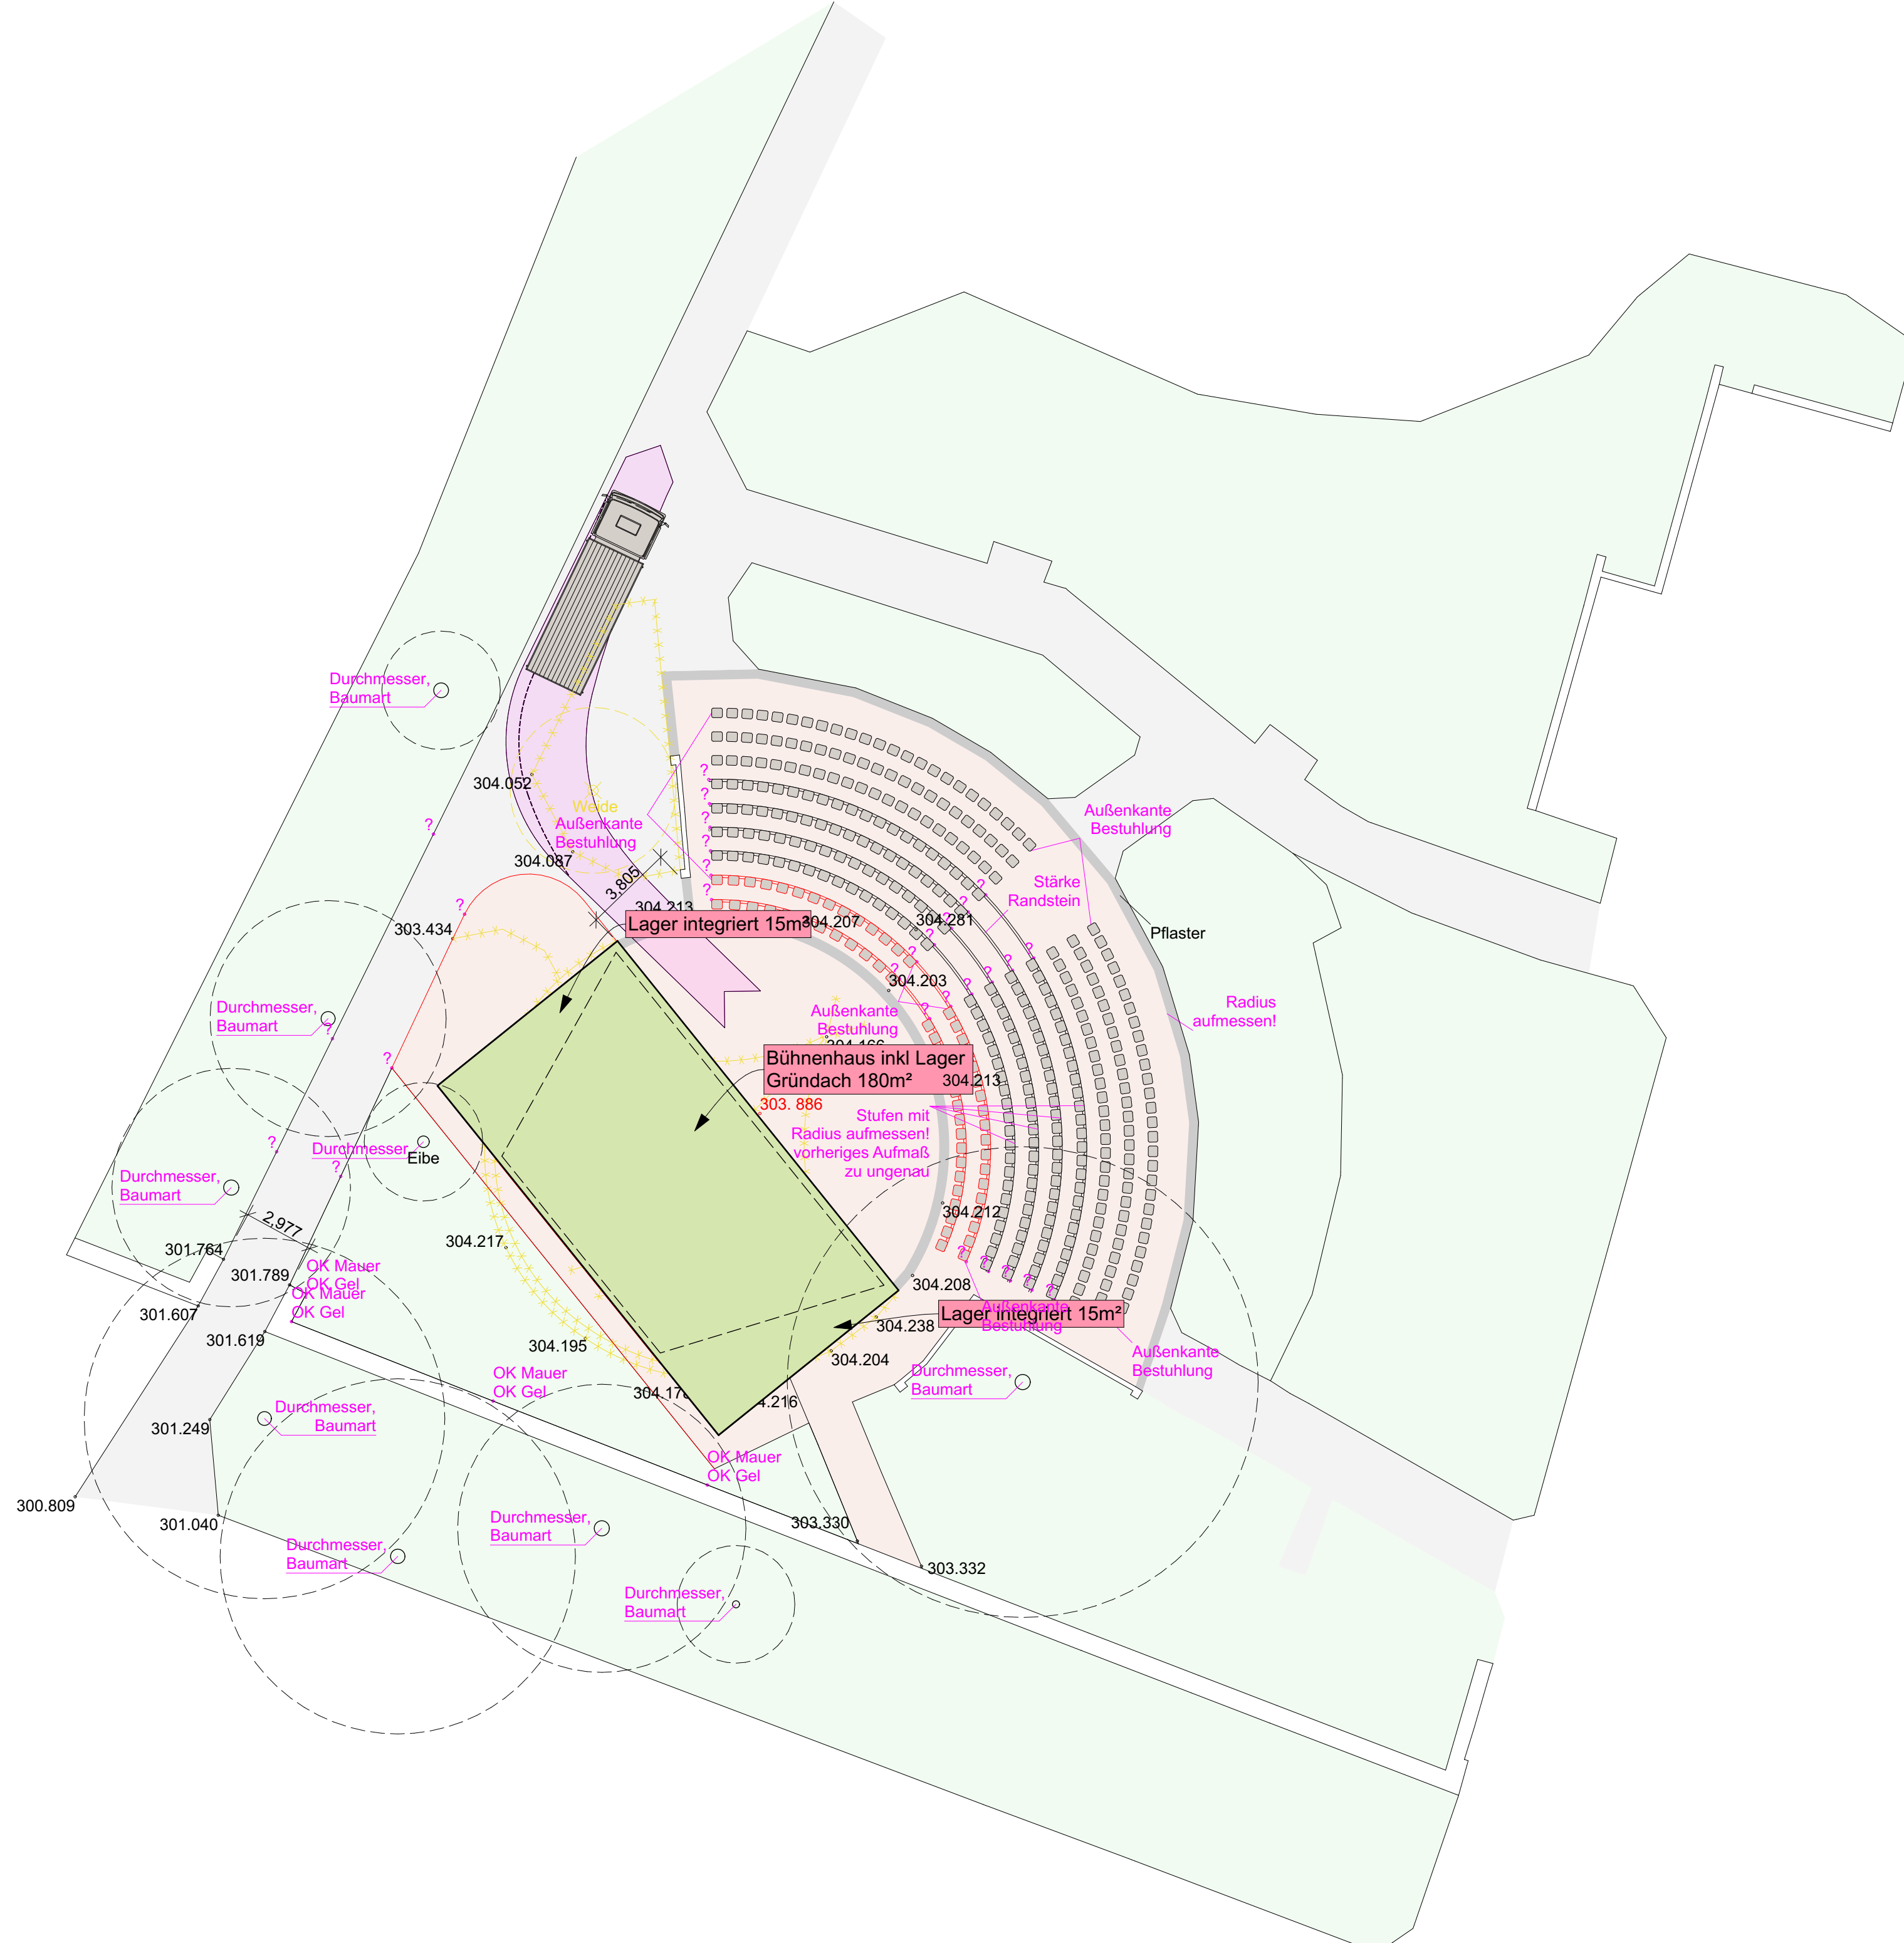 Durchmesser,
Baumart
304.052
Weide
Außenkante
Bestuhlung
Außenkante
Bestuhlung
?
?
?
?
?
?
?
304.087
3,805
Stärke
Randstein
?
?
?
?
304.213
Lager integriert 15m²
304.207
304.281
303.434
Pflaster
?
?
?
?
?
?
?
?
304.203
Durchmesser,
Baumart
?
Außenkante
Bestuhlung
Radius
aufmessen!
304.166
Bühnenhaus inkl Lager
Gründach 180m²
304.213
?
303. 886
Stufen mit
Radius aufmessen!
vorheriges Aufmaß
zu ungenau
Durchmesser,
Eibe
?
?
Durchmesser,
Baumart
304.212
2,977
304.217
301.764
301.789
OK Mauer
OK Gel
OK Mauer
OK Gel
?
?
?
?
?
304.208
301.607
301.619
Lager integriert 15m²
Außenkante
Bestuhlung
304.238
304.195
304.204
Außenkante
Bestuhlung
OK Mauer
OK Gel
Durchmesser,
Baumart
304.17
4.216
Durchmesser,
Baumart
301.249
OK Mauer
OK Gel
300.809
301.040
Durchmesser,
Baumart
303.330
Durchmesser,
Baumart
303.332
Durchmesser,
Baumart